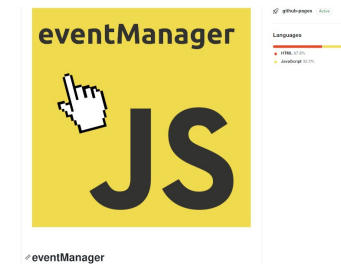 eventManager
JS
eventManager
github-pages Active
Languages
HTML
JavaScript